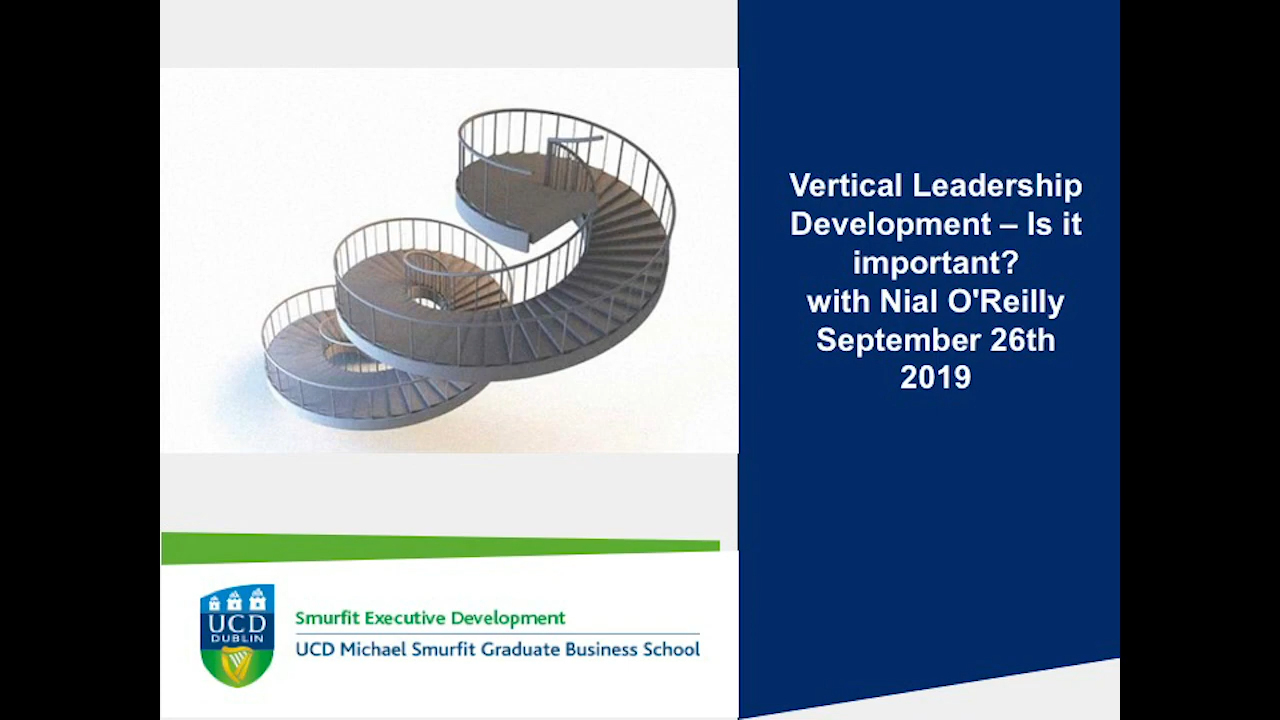 Vertical Leadership
Development – Is it
important?
with Nial O'Reilly
September 26th
2019
UCD
DUBLIN
Smurfit Executive Development
UCD Michael Smurfit Graduate Business School